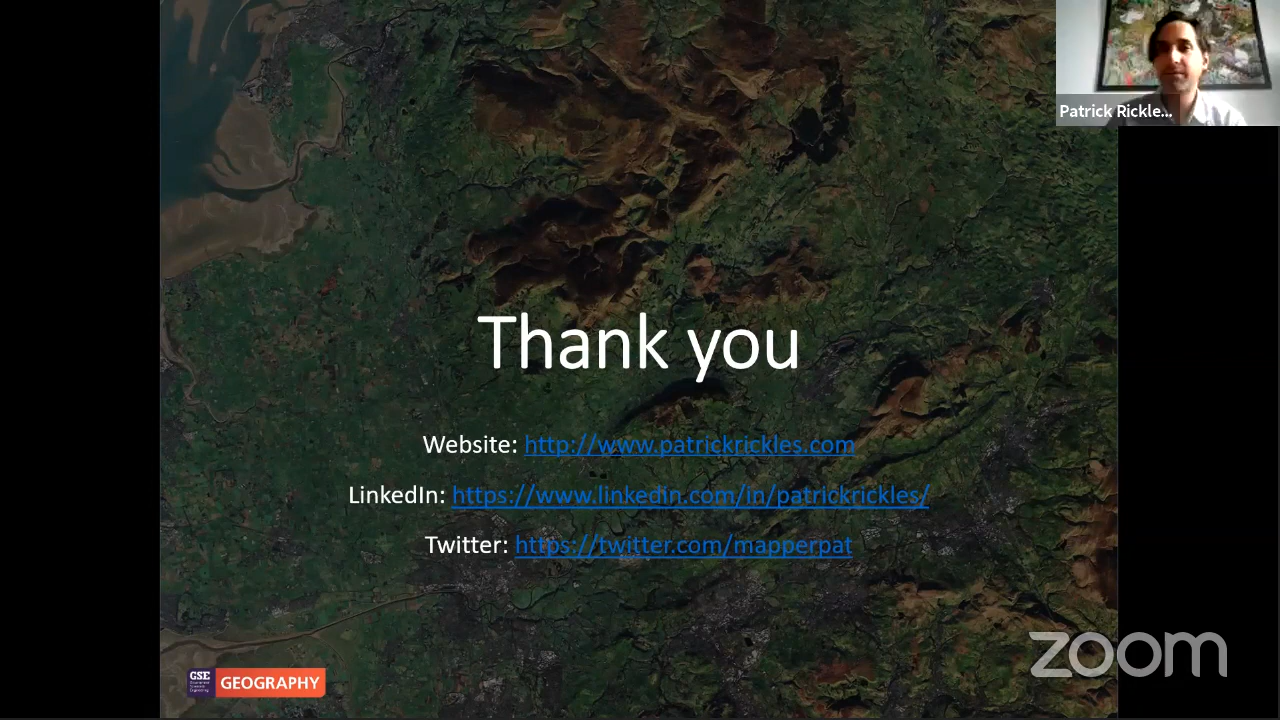 Patrick Rickle...
Thank you
Website: http://www.patrickrickles.com
LinkedIn: https://www.linkedin.com/in/patrickrickles/
Twitter: https://twitter.com/mapperpat
zoom
GSE
GEOGRAPHY